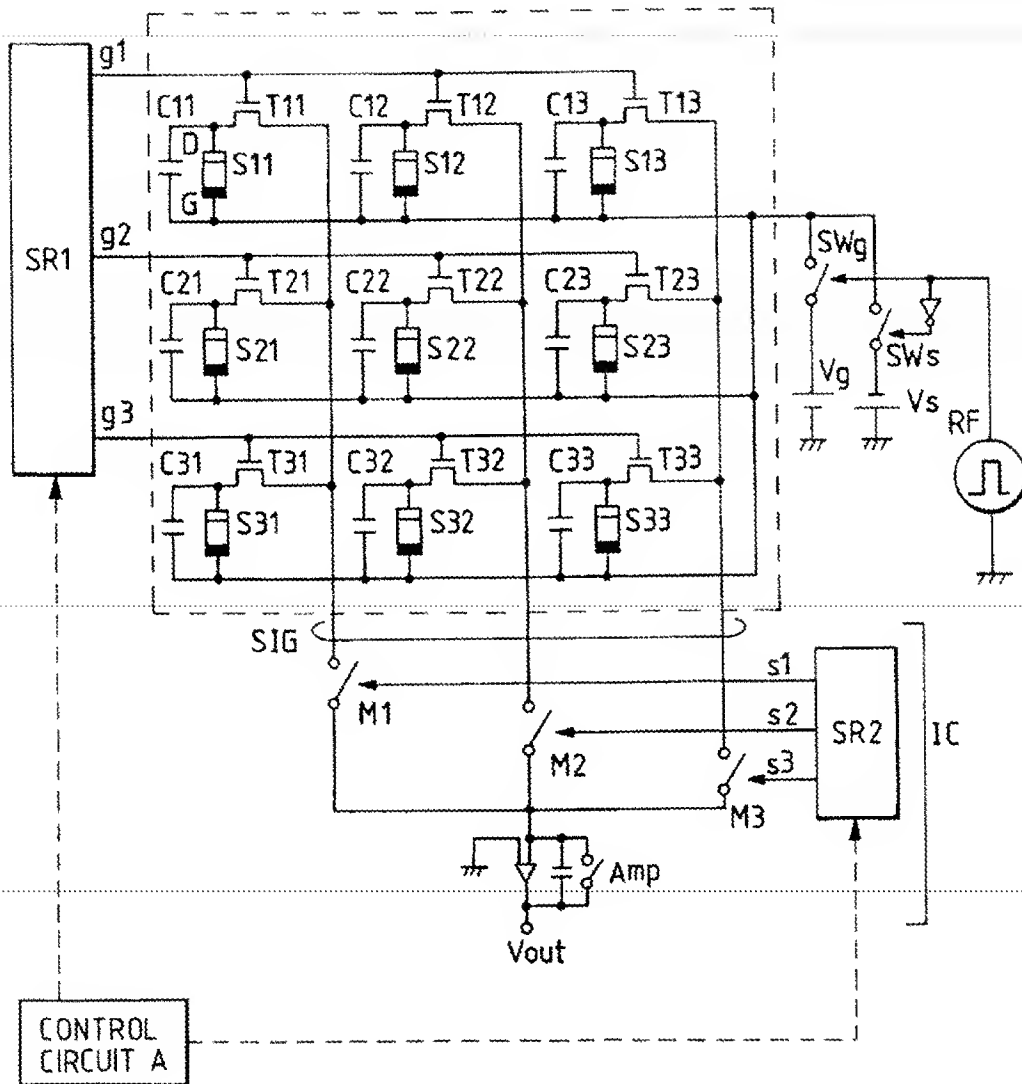 g1
C11 T11 C12 T12 C13 T13
D
S11 S12 S13
G
g2
SR1
SWg
C21 T21 C22 T22 C23 T23
S21 S22 S23
SWs
Vg
Vs
g3
RF
C31 T31 C32 T32 C33 T33
S31 S32 S33
SIG
s1
M1
s2
SR2
IC
M2
s3
M3
Amp
Vout
CONTROL
CIRCUIT A